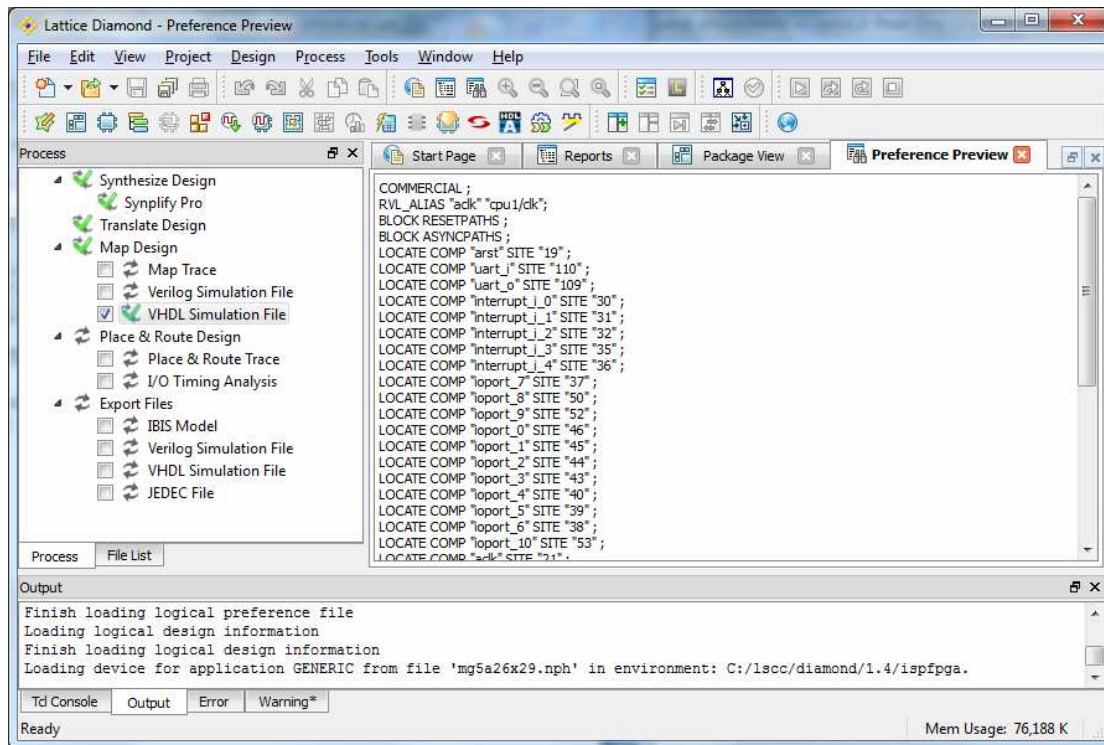 Lattice Diamond - Preference Preview
File Edit View Project Design Process Tools Window Help
Process
Start Page Reports Package View Preference Preview
Synthesize Design
Synplify Pro
Translate Design
Map Design
Map Trace
Verilog Simulation File
VHDL Simulation File
Place & Route Design
Place & Route Trace
I/O Timing Analysis
Export Files
IBIS Model
Verilog Simulation File
VHDL Simulation File
JEDEC File
Process File List
COMMERCIAL ;
RVL_ALIAS "aclk" "cpu1/clk";
BLOCK RESETPATHS ;
BLOCK ASYNCPATHS ;
LOCATE COMP "arst" SITE "19" ;
LOCATE COMP "uart_i" SITE "110" ;
LOCATE COMP "uart_o" SITE "109" ;
LOCATE COMP "interrupt_i_0" SITE "30" ;
LOCATE COMP "interrupt_i_1" SITE "31" ;
LOCATE COMP "interrupt_i_2" SITE "32" ;
LOCATE COMP "interrupt_i_3" SITE "35" ;
LOCATE COMP "interrupt_i_4" SITE "36" ;
LOCATE COMP "ioport_7" SITE "37" ;
LOCATE COMP "ioport_8" SITE "50" ;
LOCATE COMP "ioport_9" SITE "52" ;
LOCATE COMP "ioport_0" SITE "46" ;
LOCATE COMP "ioport_1" SITE "45" ;
LOCATE COMP "ioport_2" SITE "44" ;
LOCATE COMP "ioport_3" SITE "43" ;
LOCATE COMP "ioport_4" SITE "40" ;
LOCATE COMP "ioport_5" SITE "39" ;
LOCATE COMP "ioport_6" SITE "38" ;
LOCATE COMP "ioport_10" SITE "53" ;
LOCATE COMP "aclk" SITE "21" ;
Output
Finish loading logical preference file
Loading logical design information
Finish loading logical design information
Loading device for application GENERIC from file 'mg5a26x29.nph' in environment: C:/lscc/diamond/1.4/ispfpga.
Tcl Console Output Error Warning*
Ready Mem Usage: 76,188 K